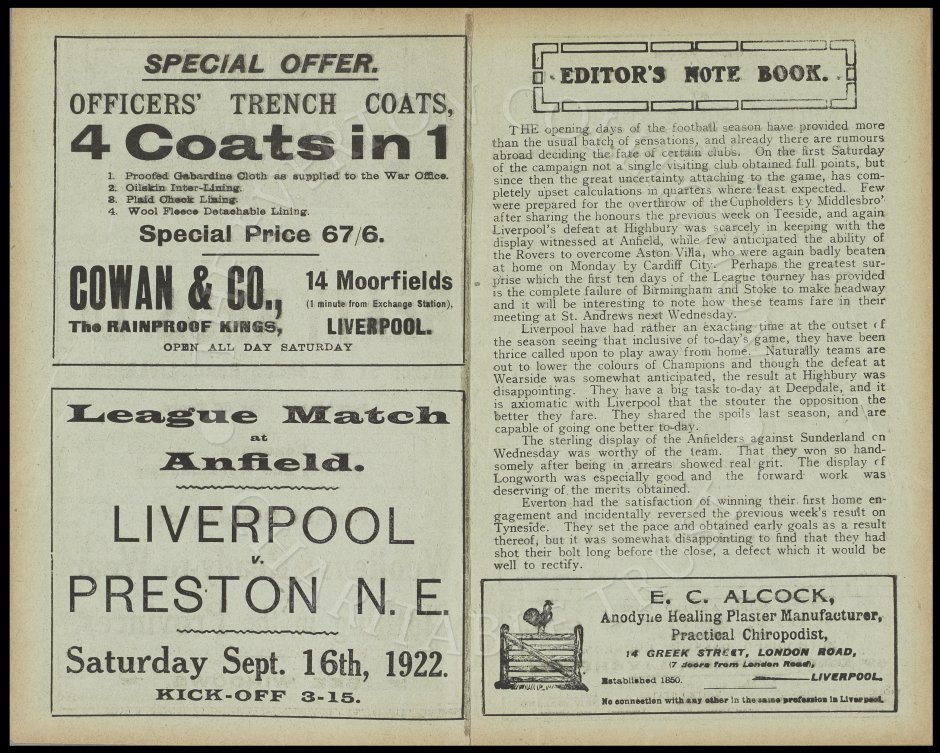 SPECIAL OFFER.
OFFICERS' TRENCH COATS,
4 Coats in 1
1. Proofed Gabardine Cloth as supplied to the War Office.
2. Oilskin Inter-Lining.
3. Plaid Check Lining.
4. Wool Fleece Detachable Lining.
Special Price 67/6.
COWAN & CO.,
The RAINPROOF KINGS,
14 Moorfields
(1 minute from Exchange Station),
LIVERPOOL.
OPEN ALL DAY SATURDAY
League Match
at
Anfield.
LIVERPOOL
v.
PRESTON N. E.
Saturday Sept. 16th, 1922.
KICK-OFF 3-15.
EDITOR'S NOTE BOOK.
THE opening days of the football season have provided more
than the usual batch of sensations, and already there are rumours
abroad deciding the fate of certain clubs. On the first Saturday
of the campaign not a single visiting club obtained full points, but
since then the great uncertainty attaching to the game, has com-
pletely upset calculations in quarters where least expected. Few
were prepared for the overthrow of the Cupholders by Middlesbro'
after sharing the honours the previous week on Teeside, and again
Liverpool's defeat at Highbury was scarcely in keeping with the
display witnessed at Anfield, while few anticipated the ability of
the Rovers to overcome Aston Villa, who were again badly beaten
at home on Monday by Cardiff City. Perhaps the greatest sur-
prise which the first ten days of the League tourney has provided
is the complete failure of Birmingham and Stoke to make headway
and it will be interesting to note how these teams fare in their
meeting at St. Andrews next Wednesday.
Liverpool have had rather an exacting time at the outset of
the season seeing that inclusive of to-day's game, they have been
thrice called upon to play away from home. Naturally teams are
out to lower the colours of Champions and though the defeat at
Wearside was somewhat anticipated, the result at Highbury was
disappointing. They have a big task to-day at Deepdale, and it
is axiomatic with Liverpool that the stouter the opposition the
better they fare. They shared the spoils last season, and are
capable of going one better to-day.
The sterling display of the Anfielders against Sunderland on
Wednesday was worthy of the team. That they won so hand-
somely after being in arrears showed real grit. The display of
Longworth was especially good and the forward work was
deserving of the merits obtained.
Everton had the satisfaction of winning their first home en-
gagement and incidentally reversed the previous week's result on
Tyneside. They set the pace and obtained early goals as a result
thereof, but it was somewhat disappointing to find that they had
shot their bolt long before the close, a defect which it would be
well to rectify.
E. C. ALCOCK,
Anodyne Healing Plaster Manufacturer,
Practical Chiropodist,
14 GREEK STREET, LONDON ROAD,
(7 doors from London Road),
Established 1850.
LIVERPOOL.
No connection with any other in the same profession in Liverpool.